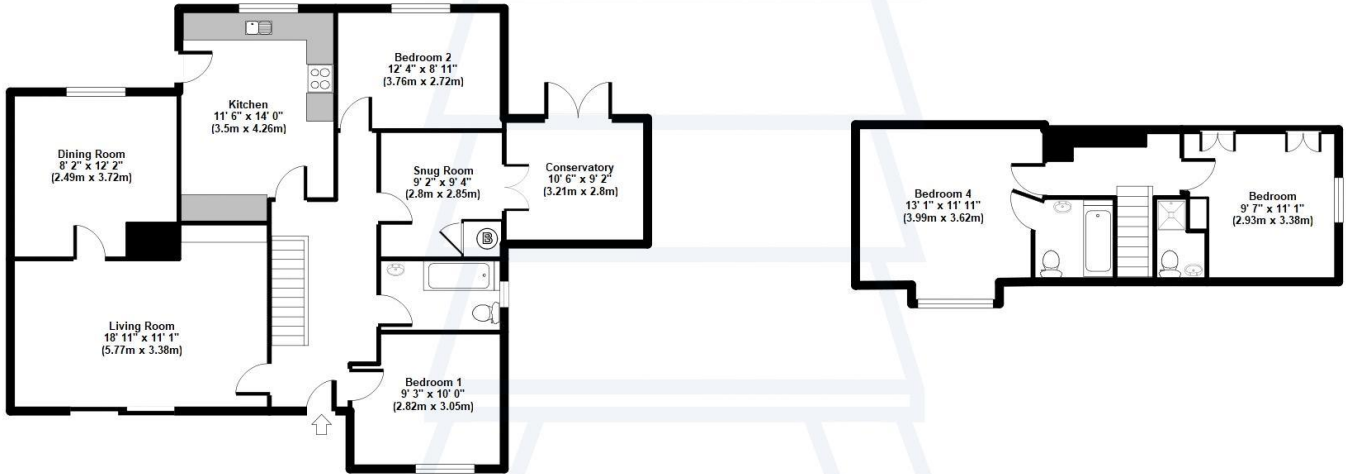 Kitchen
11' 6" x 14' 0"
(3.5m x 4.26m)
Bedroom 2
12' 4" x 8' 11"
(3.76m x 2.72m)
Dining Room
8' 2" x 12' 2"
(2.49m x 3.72m)
Snug Room
9' 2" x 9' 4"
(2.8m x 2.85m)
B
Conservatory
10' 6" x 9' 2"
(3.21m x 2.8m)
Living Room
18' 11" x 11' 1"
(5.77m x 3.38m)
Bedroom 1
9' 3" x 10' 0"
(2.82m x 3.05m)
Bedroom 4
13' 1" x 11' 11"
(3.99m x 3.62m)
Bedroom
9' 7" x 11' 1"
(2.93m x 3.38m)